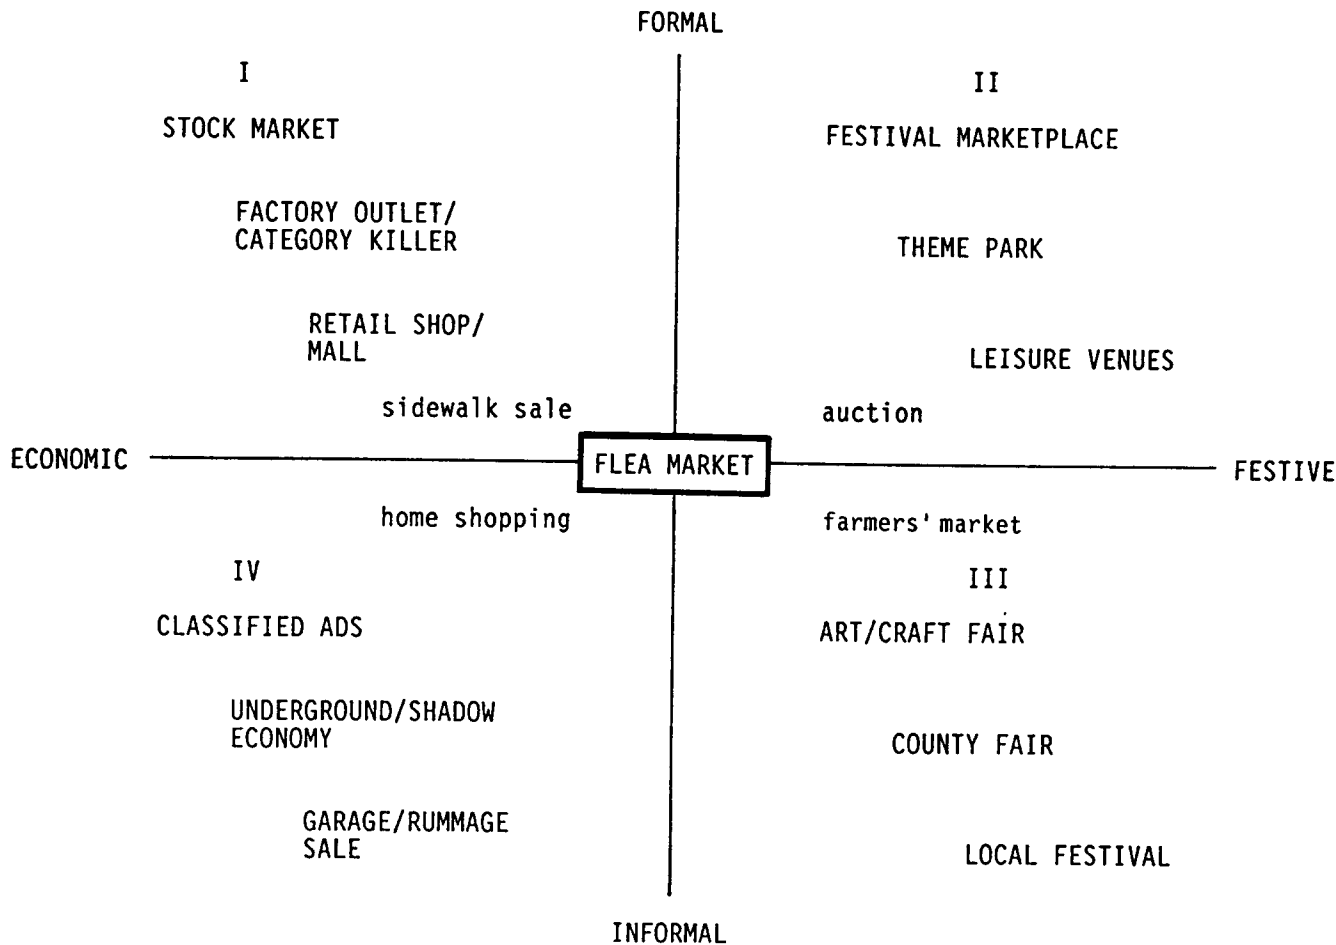 FORMAL
I
II
STOCK MARKET
FESTIVAL MARKETPLACE
FACTORY OUTLET/
CATEGORY KILLER
THEME PARK
RETAIL SHOP/
MALL
LEISURE VENUES
sidewalk sale
auction
ECONOMIC
FLEA MARKET
FESTIVE
home shopping
farmers' market
IV
III
CLASSIFIED ADS
ART/CRAFT FAIR
UNDERGROUND/SHADOW
ECONOMY
COUNTY FAIR
GARAGE/RUMMAGE
SALE
LOCAL FESTIVAL
INFORMAL